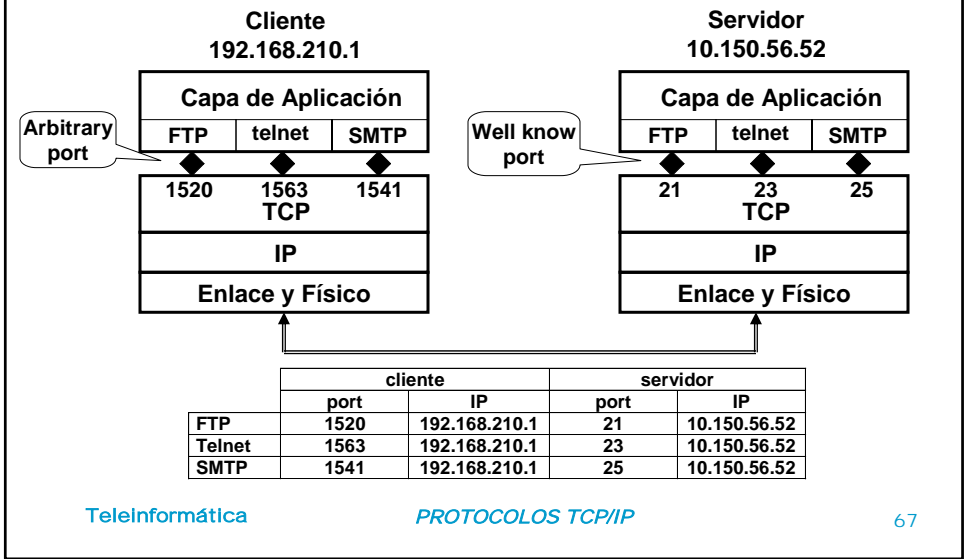 Cliente
192.168.210.1
Servidor
10.150.56.52
Capa de Aplicación
FTP telnet SMTP
Arbitrary
port
1520 1563 1541
TCP
IP
Enlace y Físico
Capa de Aplicación
FTP telnet SMTP
Well know
port
21 23 25
TCP
IP
Enlace y Físico
cliente servidor
port IP port IP
FTP 1520 192.168.210.1 21 10.150.56.52
Telnet 1563 192.168.210.1 23 10.150.56.52
SMTP 1541 192.168.210.1 25 10.150.56.52
Teleinformática PROTOCOLOS TCP/IP 67